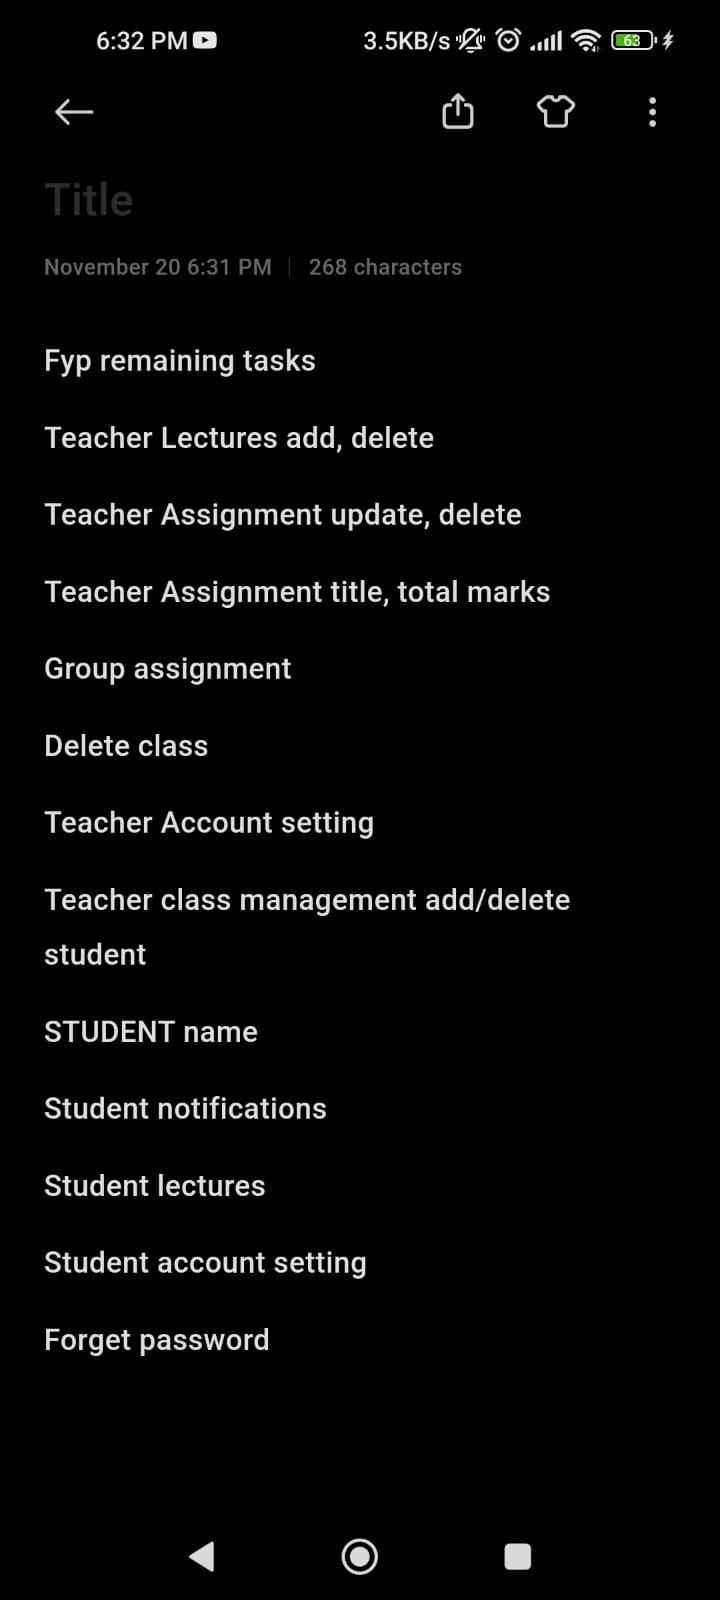 6:32 PM 3.5KB/s 63
Title
November 20 6:31 PM | 268 characters
Fyp remaining tasks
Teacher Lectures add, delete
Teacher Assignment update, delete
Teacher Assignment title, total marks
Group assignment
Delete class
Teacher Account setting
Teacher class management add/delete
student
STUDENT name
Student notifications
Student lectures
Student account setting
Forget password